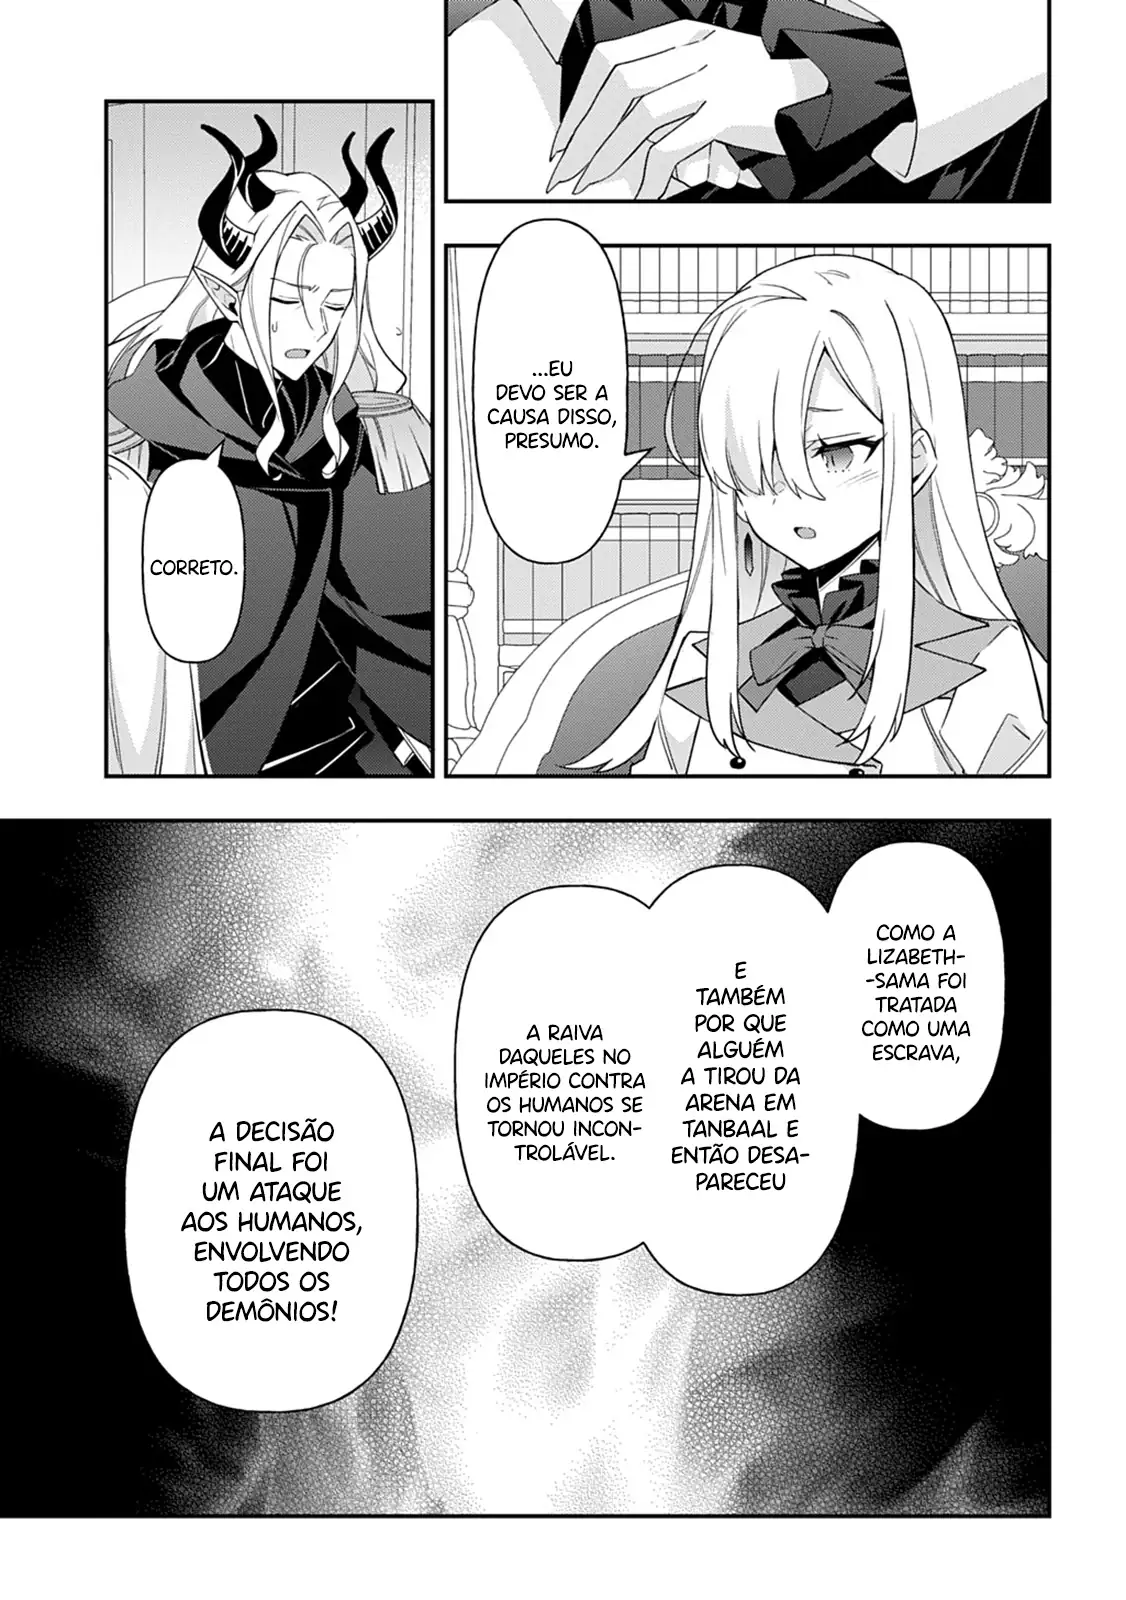 ...EU
DEVO SER A
CAUSA DISSO,
PRESUMO.
CORRETO.
COMO A
LIZABETH-
-SAMA FOI
TRATADA
COMO UMA
ESCRAVA,
E
TAMBÉM
POR QUE
ALGUÉM
A TIROU DA
ARENA EM
TANBAAL E
ENTÃO DESA-
PARECEU
A RAIVA
DAQUELES NO
IMPÉRIO CONTRA
OS HUMANOS SE
TORNOU INCON-
TROLÁVEL.
A DECISÃO
FINAL FOI
UM ATAQUE
AOS HUMANOS,
ENVOLVENDO
TODOS OS
DEMÔNIOS!